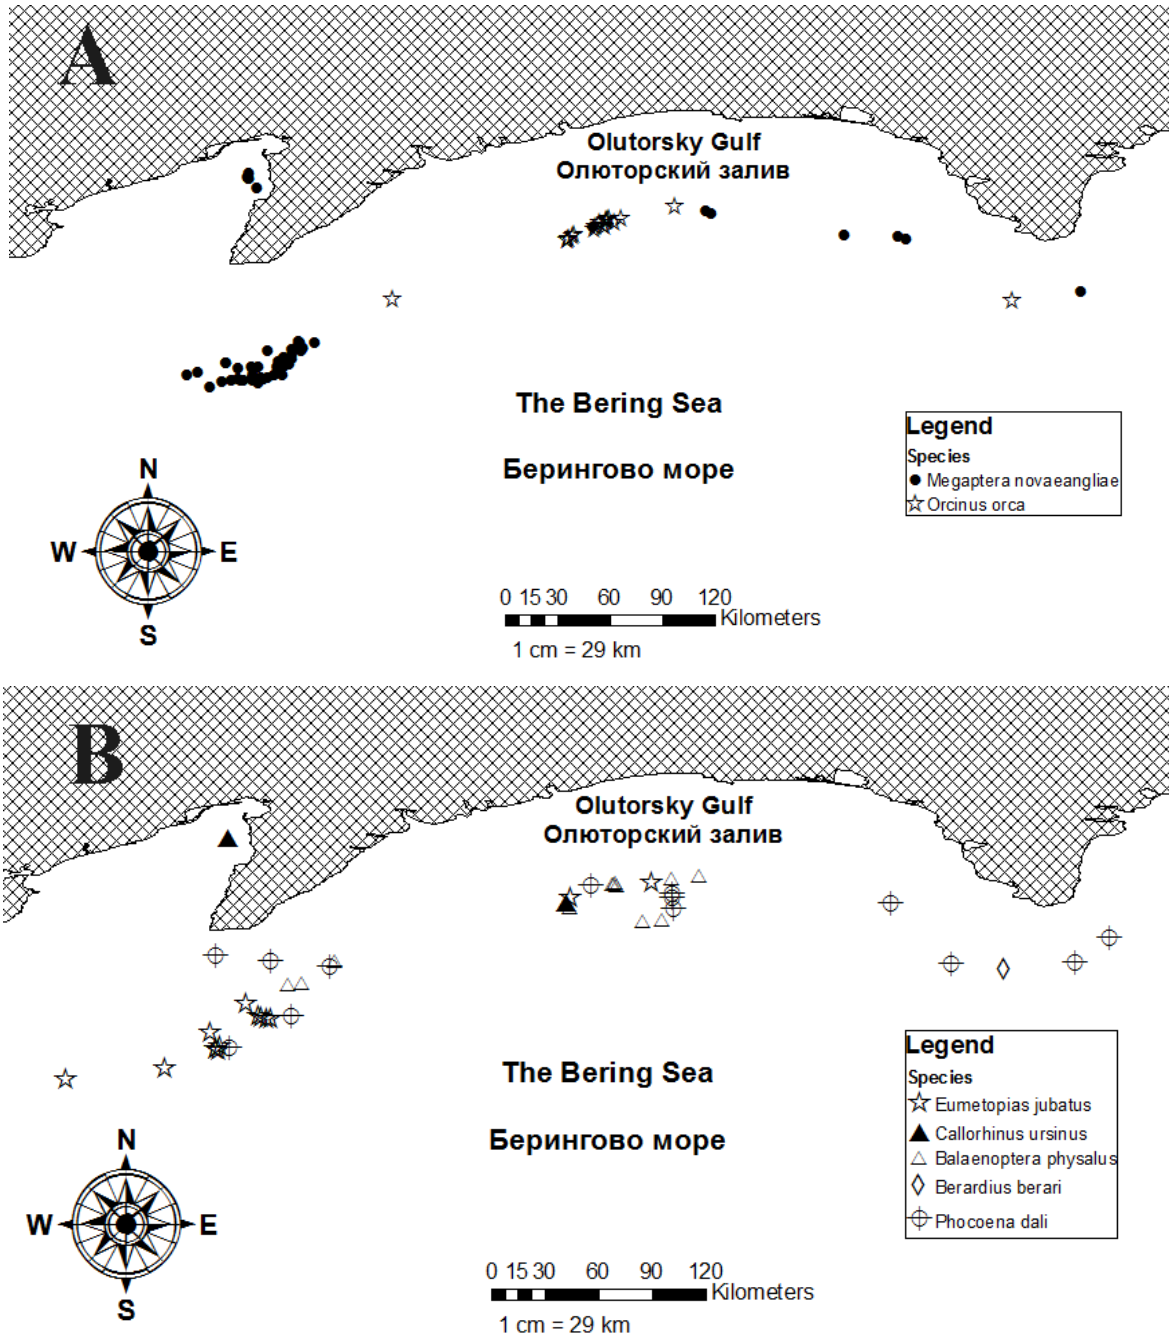 A
Olutorsky Gulf
Олюторский залив
The Bering Sea
Берингово море
Legend
Species
Megaptera novaeangliae
Orcinus orca
N
W E
S
0 15 30 60 90 120
Kilometers
1 cm = 29 km
B
Olutorsky Gulf
Олюторский залив
The Bering Sea
Берингово море
Legend
Species
Eumetopias jubatus
Callorhinus ursinus
Balaenoptera physalus
Berardius berari
Phocoena dali
N
W E
S
0 15 30 60 90 120
Kilometers
1 cm = 29 km